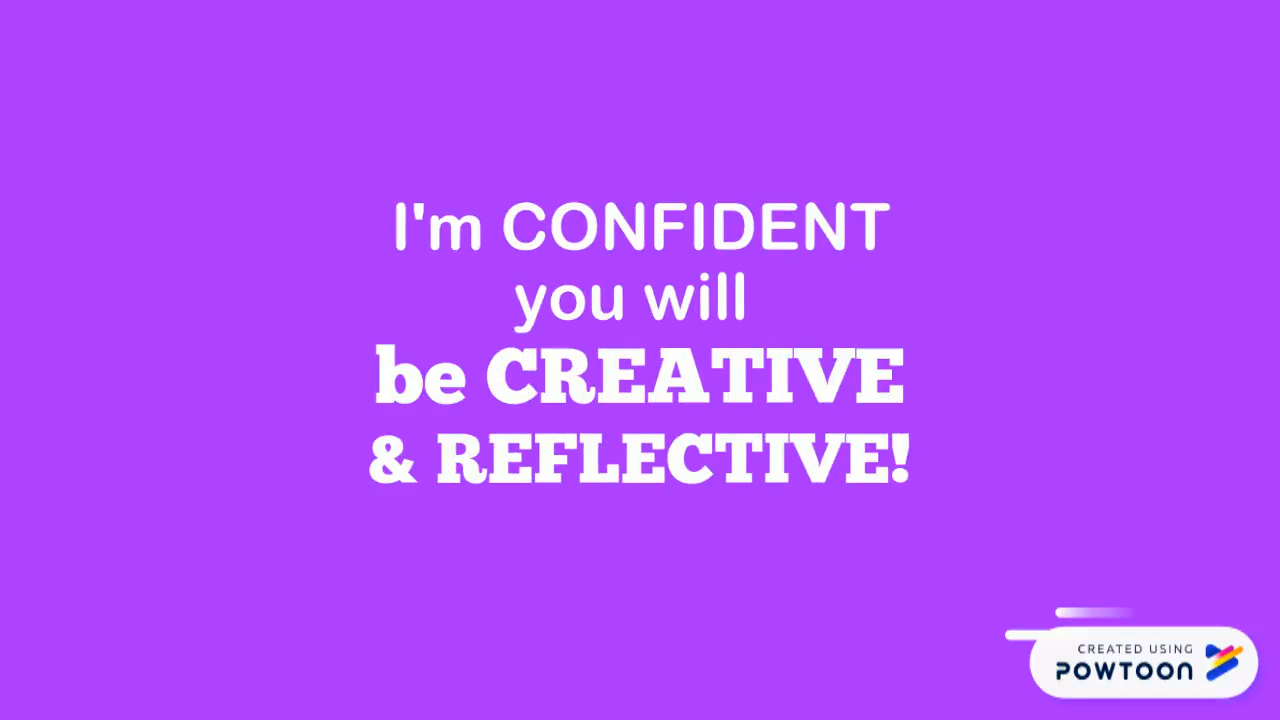 I'm CONFIDENT
you will
be CREATIVE
& REFLECTIVE!
CREATED USING
POWTOON